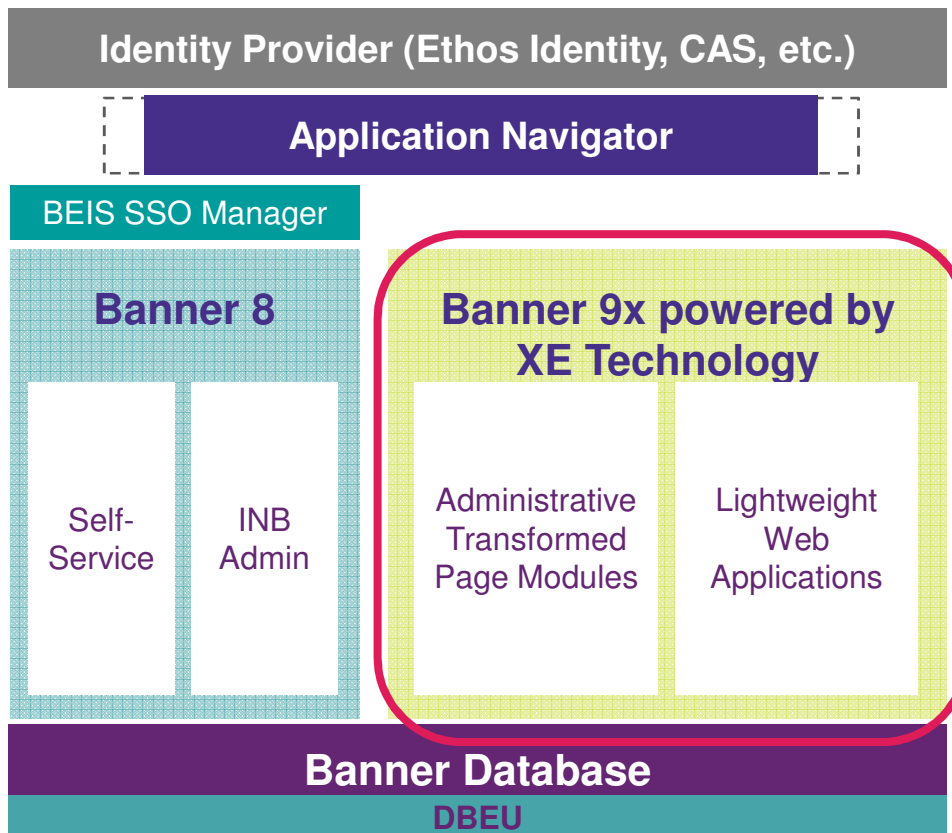 Identity Provider (Ethos Identity, CAS, etc.)
Application Navigator
BEIS SSO Manager
Banner 8
Self-
Service
INB
Admin
Banner 9x powered by
XE Technology
Administrative
Transformed
Page Modules
Lightweight
Web
Applications
Banner Database
DBEU